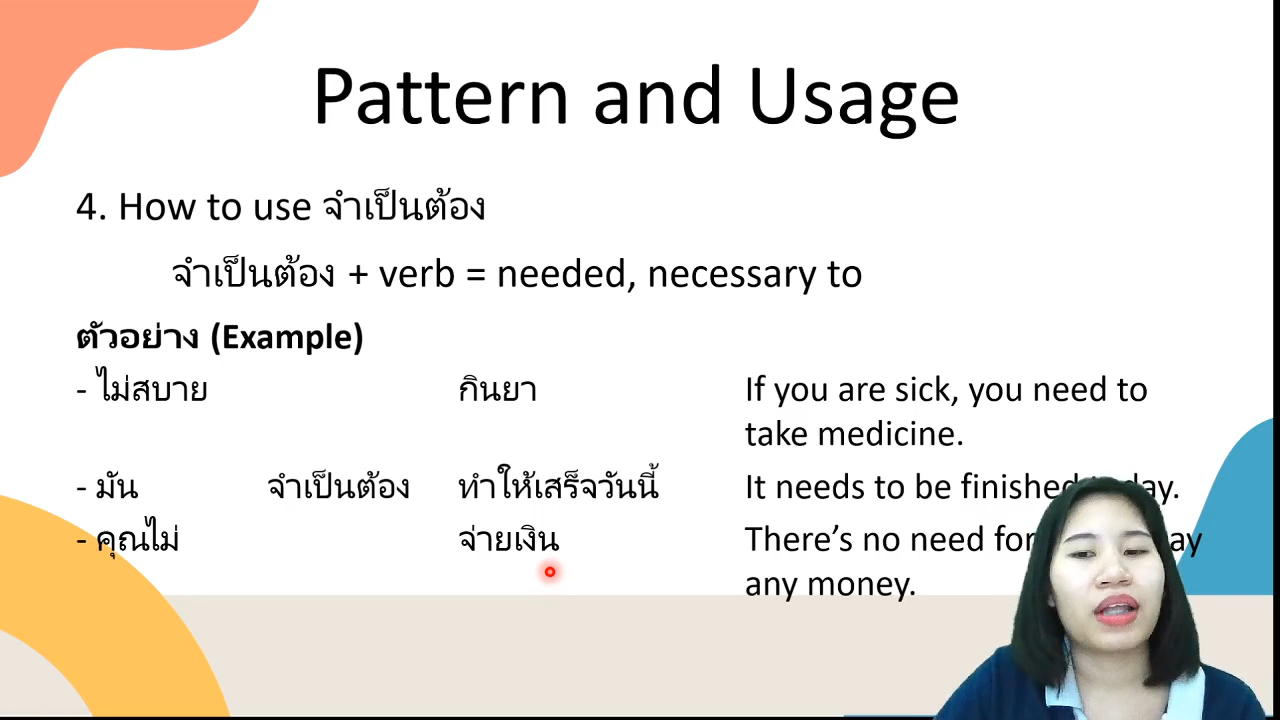 Pattern and Usage
4. How to use จำเป็นต้อง
จำเป็นต้อง + verb = needed, necessary to
ตัวอย่าง (Example)
- ไม่สบาย กินยา If you are sick, you need to
take medicine.
- มัน จำเป็นต้อง ทำให้เสร็จวันนี้ It needs to be finished
- คุณไม่ จ่ายเงิน There's no need for
any money.